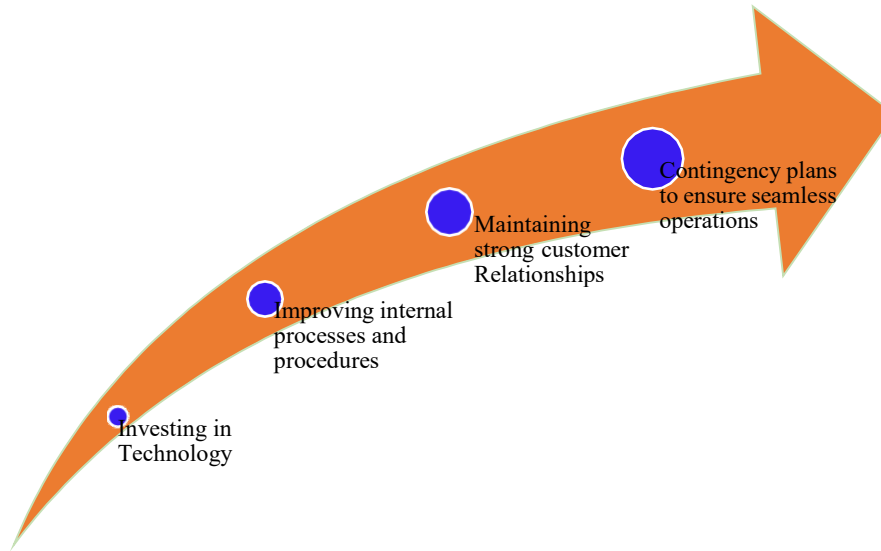 Contingency plans
to ensure seamless
operations
Maintaining
strong customer
Relationships
Improving internal
processes and
procedures
Investing in
Technology